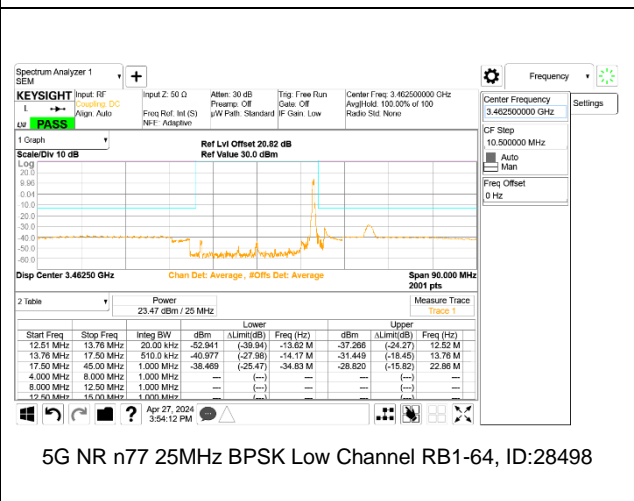 Spectrum Analyzer 1
SEM
Frequency
KEYSIGHT Input: RF Input Z: 50 Ω Atten: 30 dB Trig: Free Run Center Freq: 3.462500000 GHz
Coupling: DC Preamp: Off Gate: Off Avg|Hold: 100.00% of 100
Align: Auto Freq Ref: Int (S) µW Path: Standard IF Gain: Low Radio Std: None
NFE: Adaptive
L
PASS
Center Frequency
3.462500000 GHz
Settings
CF Step
10.500000 MHz
Auto
Man
Freq Offset
0 Hz
1 Graph
Ref Lvl Offset 20.82 dB
Scale/Div 10 dB Ref Value 30.0 dBm
Log
20.0
9.96
0.04
-10.0
-20.0
-30.0
-40.0
-50.0
-60.0
Disp Center 3.46250 GHz Chan Det: Average, #Offs Det: Average Span 90.000 MHz
2001 pts
2 Table
Power
23.47 dBm / 25 MHz
Measure Trace
Trace 1
Lower Upper
Start Freq Stop Freq Integ BW dBm ΔLimit(dB) Freq (Hz) dBm ΔLimit(dB) Freq (Hz)
12.51 MHz 13.76 MHz 20.00 kHz -52.941 (-39.94) -13.62 M -37.266 (-24.27) 12.52 M
13.76 MHz 17.50 MHz 510.0 kHz -40.977 (-27.98) -14.17 M -31.449 (-18.45) 13.76 M
17.50 MHz 45.00 MHz 1.000 MHz -38.469 (-25.47) -34.83 M -28.820 (-15.82) 22.86 M
4.000 MHz 8.000 MHz 1.000 MHz --- (---) --- --- (---) ---
8.000 MHz 12.50 MHz 1.000 MHz --- (---) --- --- (---) ---
12.50 MHz 15.00 MHz 1.000 MHz --- (---) --- --- (---) ---
Apr 27, 2024
3:54:12 PM
5G NR n77 25MHz BPSK Low Channel RB1-64, ID:28498